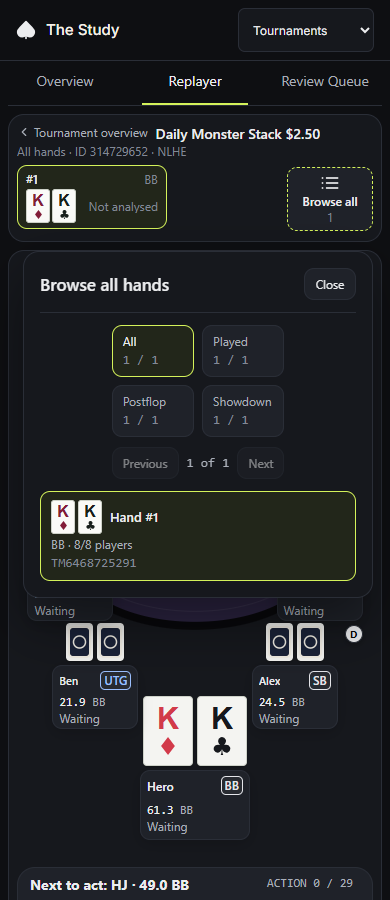 The Study
Tournaments
Overview
Replayer
Review Queue
Tournament overview
Daily Monster Stack $2.50
All hands · ID 314729652 · NLHE
#1
BB
K
K
Not analysed
Browse all
1
Browse all hands
Close
All
1 / 1
Played
1 / 1
Postflop
1 / 1
Showdown
1 / 1
Previous
1 of 1
Next
K
K
Hand #1
BB · 8/8 players
TM6468725291
Waiting
Waiting
D
Ben
UTG
21.9 BB
Waiting
Alex
SB
24.5 BB
Waiting
K
K
Hero
BB
61.3 BB
Waiting
Next to act: HJ · 49.0 BB
ACTION 0 / 29